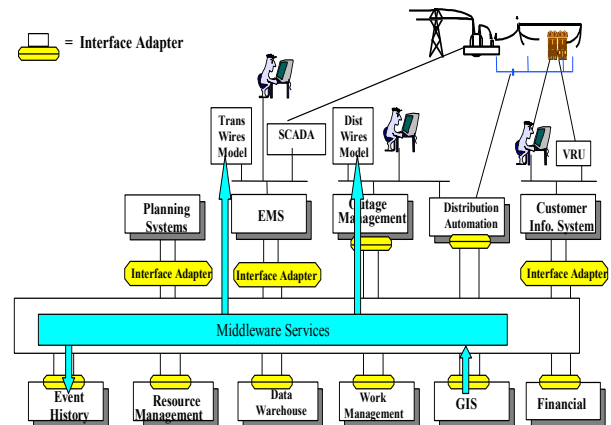 = Interface Adapter
Trans
Wires
Model
SCADA
Dist
Wires
Model
VRU
Planning
Systems
EMS
Outage
Management
Distribution
Automation
Customer
Info. System
Interface Adapter
Interface Adapter
Interface Adapter
Middleware Services
Event
History
Resource
Management
Data
Warehouse
Work
Management
GIS
Financial